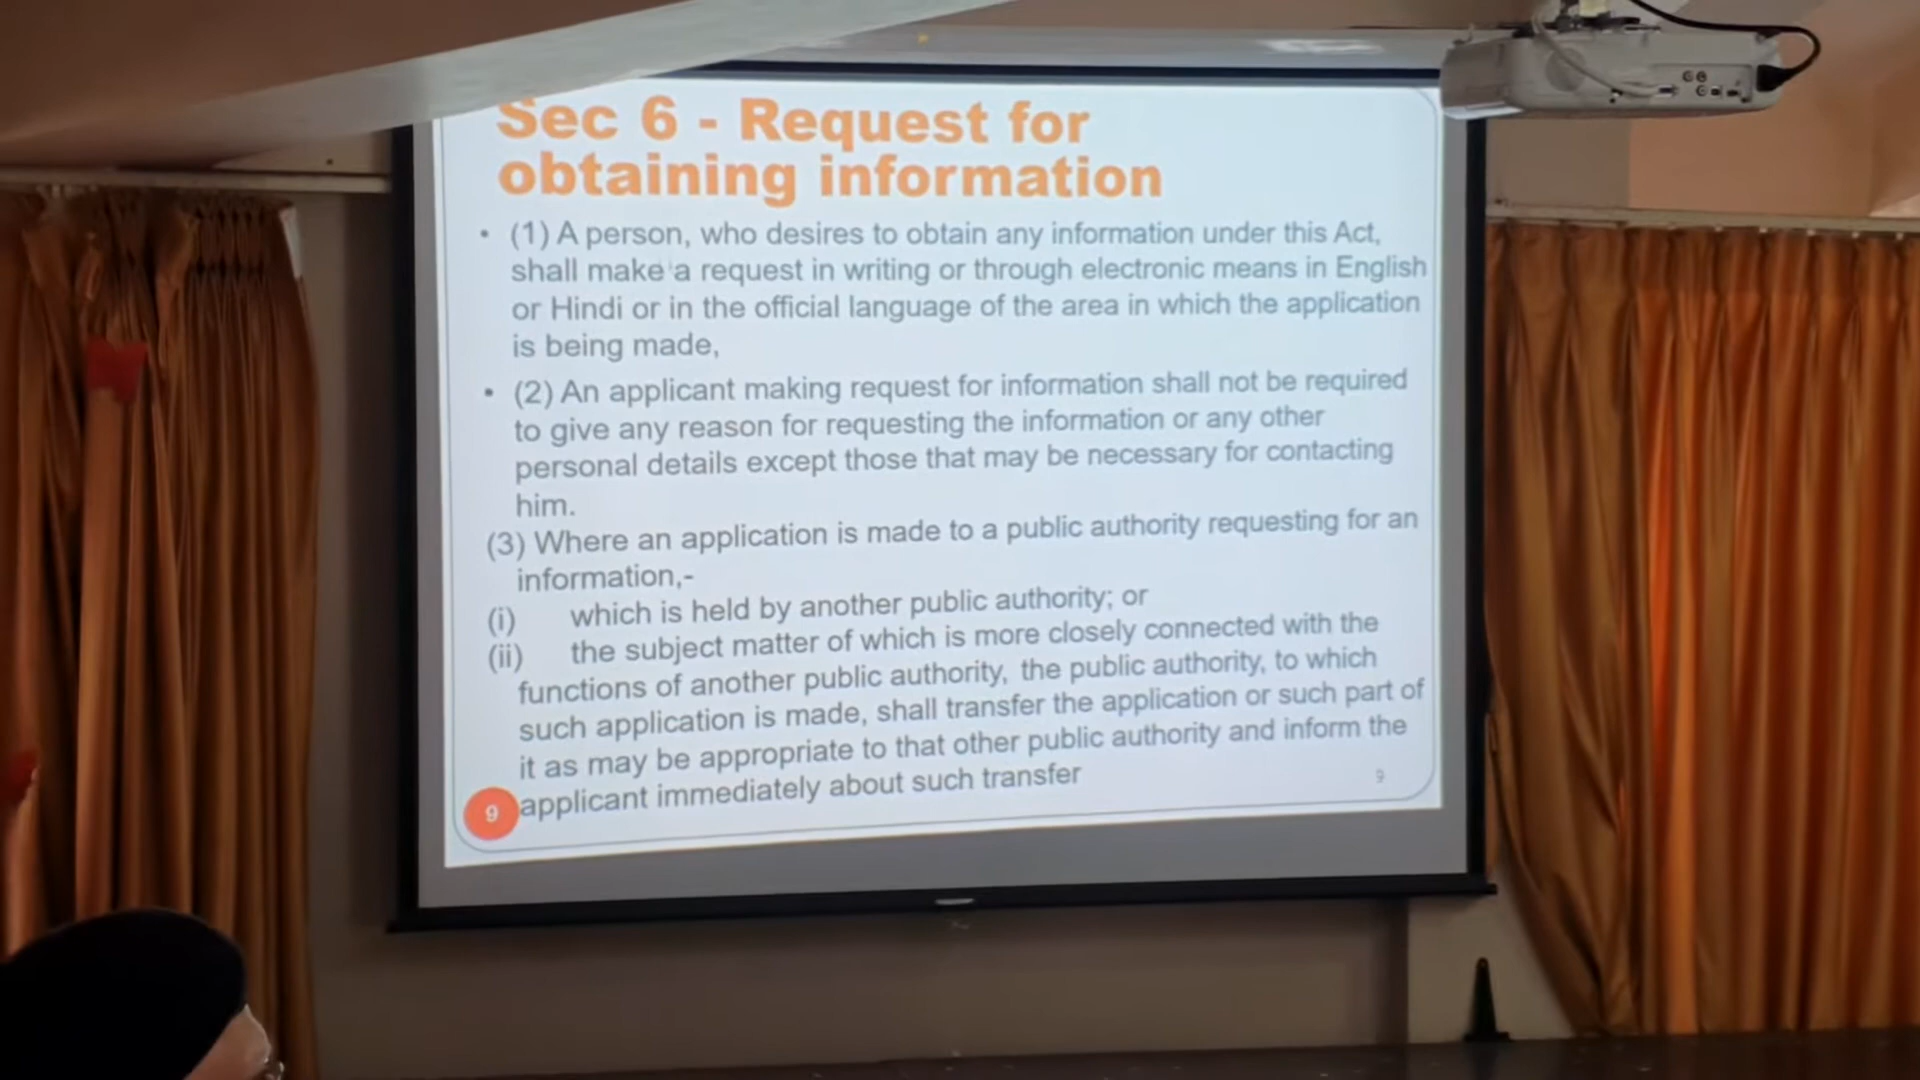 Sec 6 - Request for
obtaining information
• (1) A person, who desires to obtain any information under this Act,
shall make a request in writing or through electronic means in English
or Hindi or in the official language of the area in which the application
is being made,
• (2) An applicant making request for information shall not be required
to give any reason for requesting the information or any other
personal details except those that may be necessary for contacting
him.
(3) Where an application is made to a public authority requesting for an
information,-
(i) which is held by another public authority; or
(ii) the subject matter of which is more closely connected with the
functions of another public authority, the public authority, to which
such application is made, shall transfer the application or such part of
it as may be appropriate to that other public authority and inform the
applicant immediately about such transfer
9
9